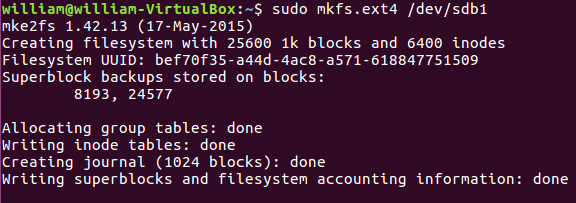 william@william-VirtualBox:~$ sudo mkfs.ext4 /dev/sdb1
mke2fs 1.42.13 (17-May-2015)
Creating filesystem with 25600 1k blocks and 6400 inodes
Filesystem UUID: bef70f35-a44d-4ac8-a571-618847751509
Superblock backups stored on blocks:
        8193, 24577

Allocating group tables: done
Writing inode tables: done
Creating journal (1024 blocks): done
Writing superblocks and filesystem accounting information: done